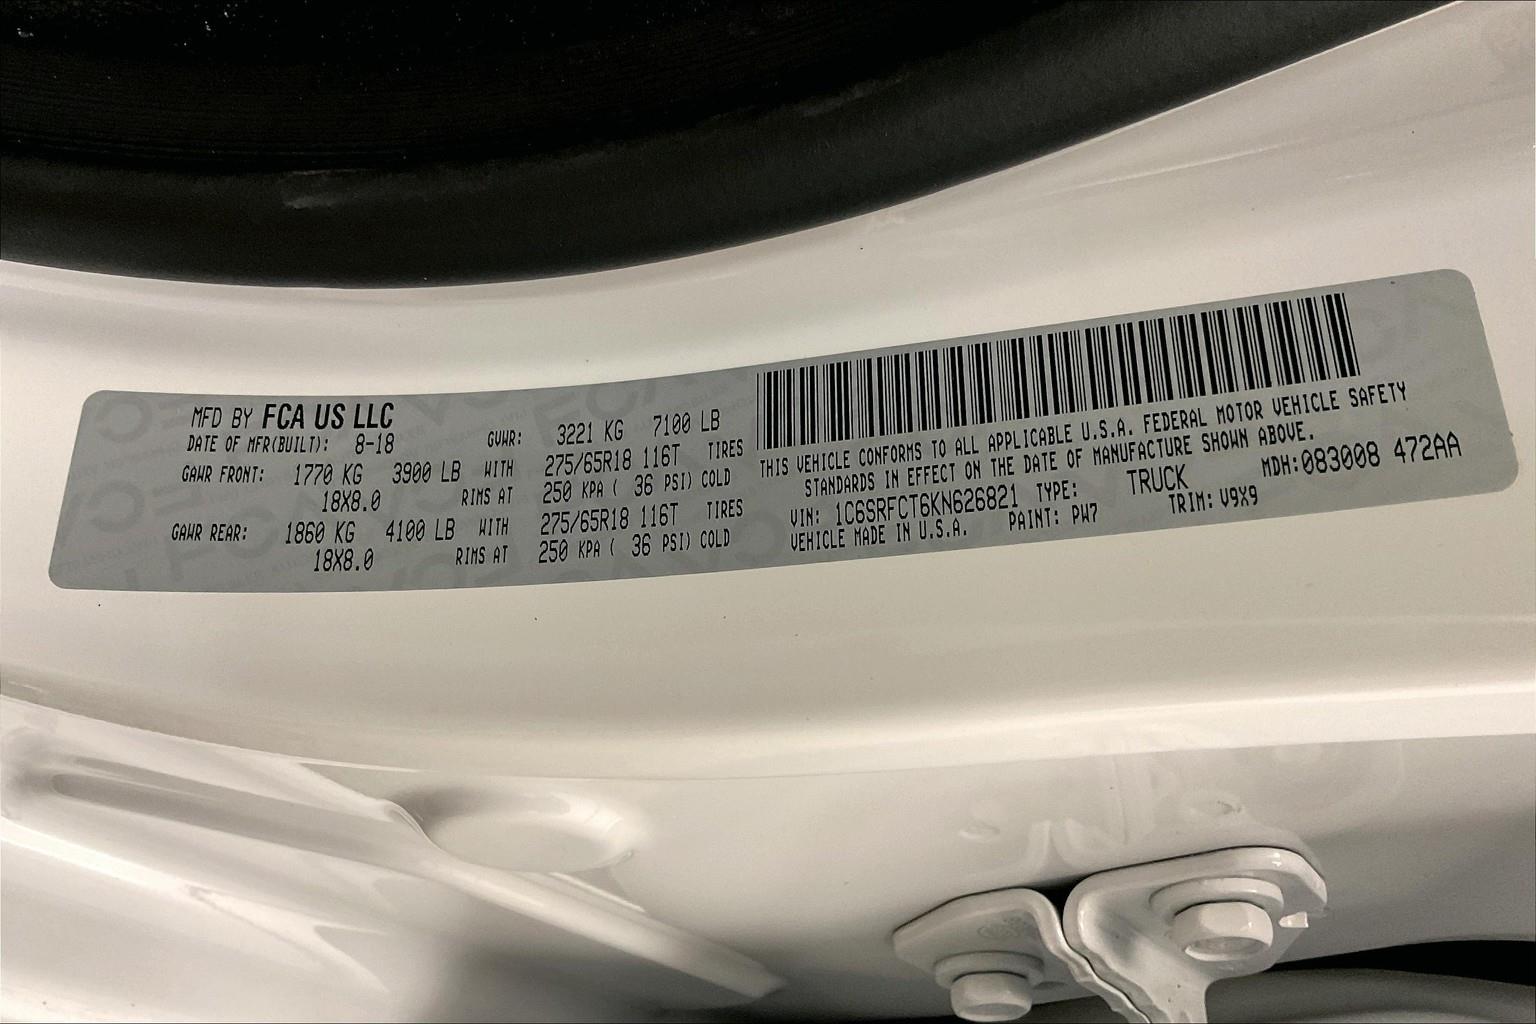 MFD BY FCA US LLC
DATE OF MFR(BUILT): 8-18 GVWR: 3221 KG 7100 LB
GAWR FRONT: 1770 KG 3900 LB WITH 275/65R18 116T TIRES
18X8.0 RIMS AT 250 KPA ( 36 PSI) COLD
GAWR REAR: 1860 KG 4100 LB WITH 275/65R18 116T TIRES
18X8.0 RIMS AT 250 KPA ( 36 PSI) COLD
THIS VEHICLE CONFORMS TO ALL APPLICABLE U.S.A. FEDERAL MOTOR VEHICLE SAFETY
STANDARDS IN EFFECT ON THE DATE OF MANUFACTURE SHOWN ABOVE.
VIN: 1C6SRFCT6KN626821 TYPE: TRUCK MDH:083008 472AA
VEHICLE MADE IN U.S.A. PAINT: PW7 TRIM: V9X9